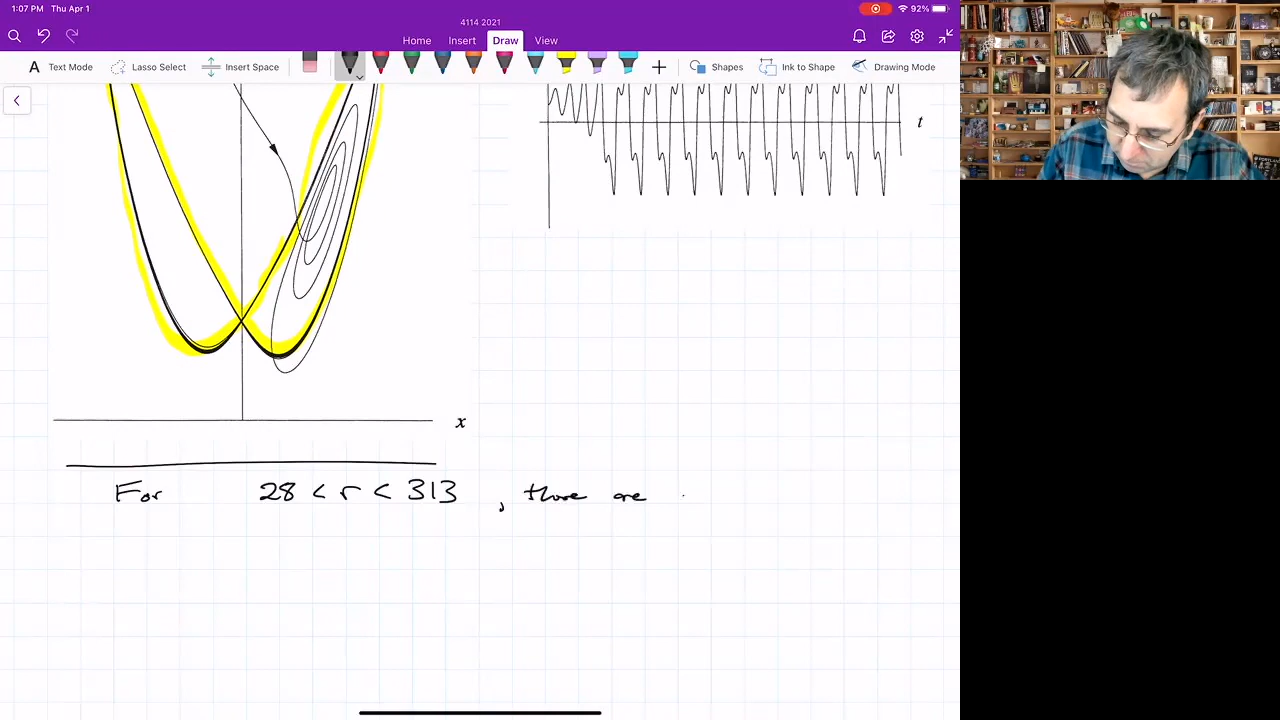 1:07 PM Thu Apr 1
92%
4114 2021
Home Insert Draw View
Text Mode Lasso Select Insert Space Shapes Ink to Shape Drawing Mode
t
x
For 28 < r < 313 , there are